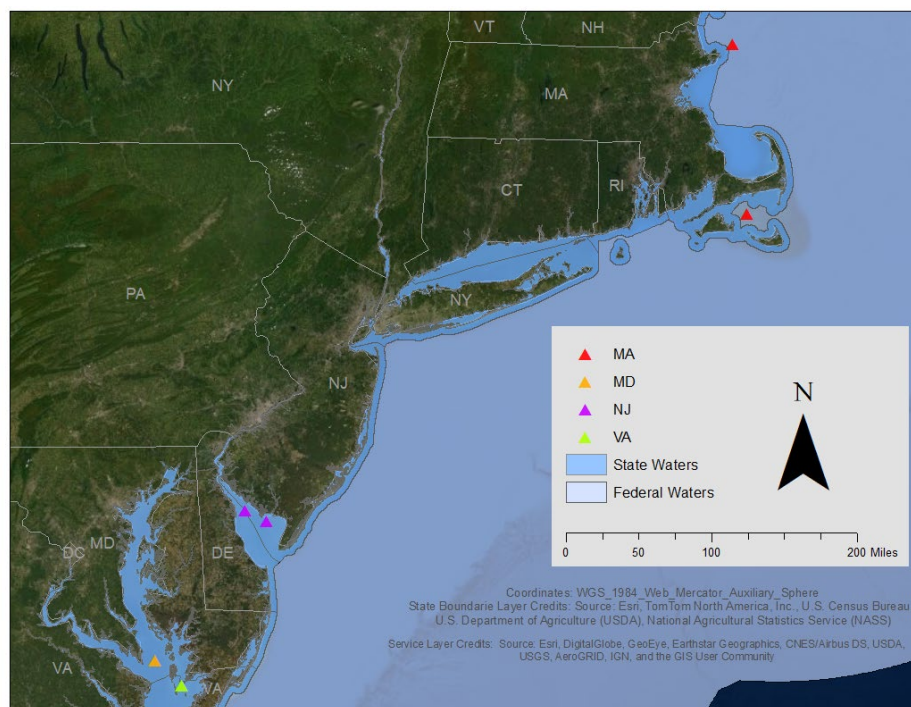 VT
NH
NY
MA
CT
RI
PA
NY
NJ
MD
DC
DE
VA
VA
MA
MD
NJ
VA
State Waters
Federal Waters
N
0 50 100 200 Miles
Coordinates: WGS_1984_Web_Mercator_Auxiliary_Sphere
State Boundarie Layer Credits: Source: Esri, TomTom North America, Inc., U.S. Census Bureau
U.S. Department of Agriculture (USDA), National Agricultural Statistics Service (NASS)
Service Layer Credits: Source: Esri, DigitalGlobe, GeoEye, Earthstar Geographics, CNES/Airbus DS, USDA,
USGS, AeroGRID, IGN, and the GIS User Community